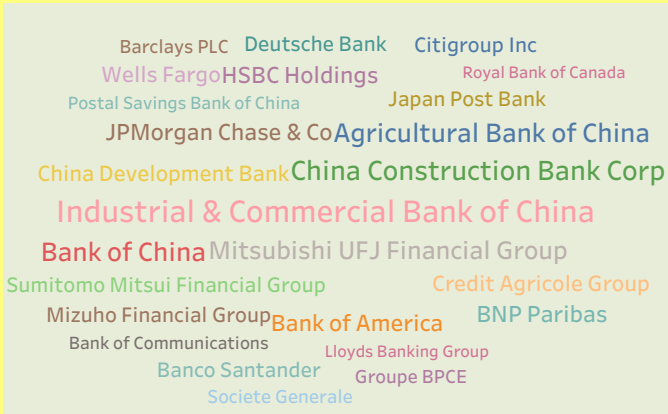 Barclays PLC Deutsche Bank Citigroup Inc
Wells Fargo HSBC Holdings Royal Bank of Canada
Postal Savings Bank of China Japan Post Bank
JPMorgan Chase & Co Agricultural Bank of China
China Development Bank China Construction Bank Corp
Industrial & Commercial Bank of China
Bank of China Mitsubishi UFJ Financial Group
Sumitomo Mitsui Financial Group Credit Agricole Group
Mizuho Financial Group Bank of America BNP Paribas
Bank of Communications Lloyds Banking Group
Banco Santander Groupe BPCE
Societe Generale